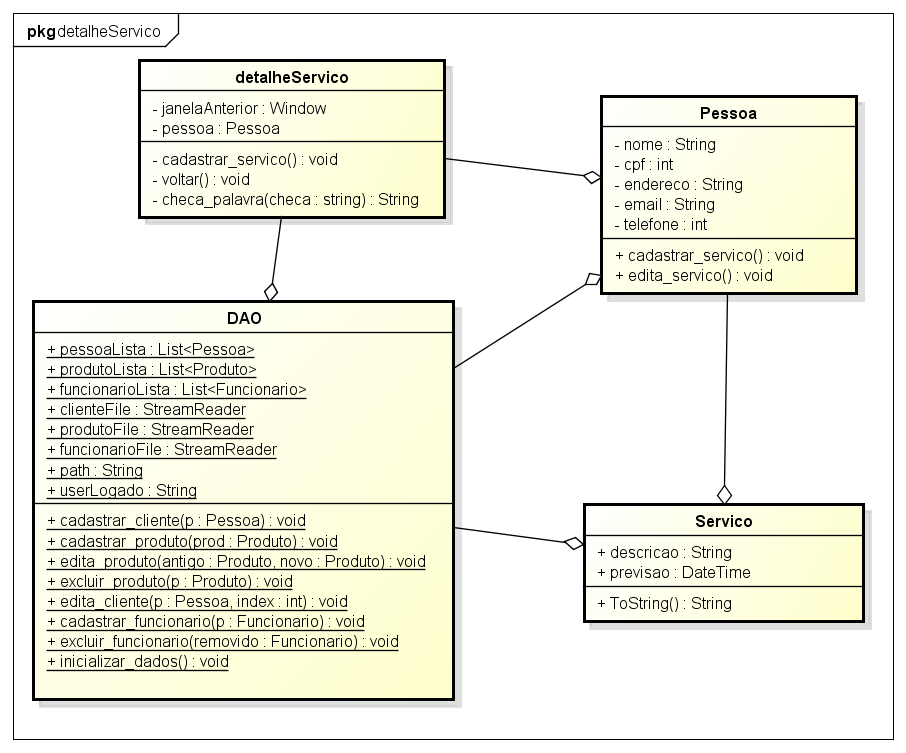 pkg detalheServico
detalheServico
- janelaAnterior : Window
- pessoa : Pessoa
- cadastrar_servico() : void
- voltar() : void
- checa_palavra(checa : string) : String
Pessoa
- nome : String
- cpf : int
- endereco : String
- email : String
- telefone : int
+ cadastrar_servico() : void
+ edita_servico() : void
DAO
+ pessoaLista : List<Pessoa>
+ produtoLista : List<Produto>
+ funcionarioLista : List<Funcionario>
+ clienteFile : StreamReader
+ produtoFile : StreamReader
+ funcionarioFile : StreamReader
+ path : String
+ userLogado : String
+ cadastrar_cliente(p : Pessoa) : void
+ cadastrar_produto(prod : Produto) : void
+ edita_produto(antigo : Produto, novo : Produto) : void
+ excluir_produto(p : Produto) : void
+ edita_cliente(p : Pessoa, index : int) : void
+ cadastrar_funcionario(p : Funcionario) : void
+ excluir_funcionario(removido : Funcionario) : void
+ inicializar_dados() : void
Servico
+ descricao : String
+ previsao : DateTime
+ ToString() : String